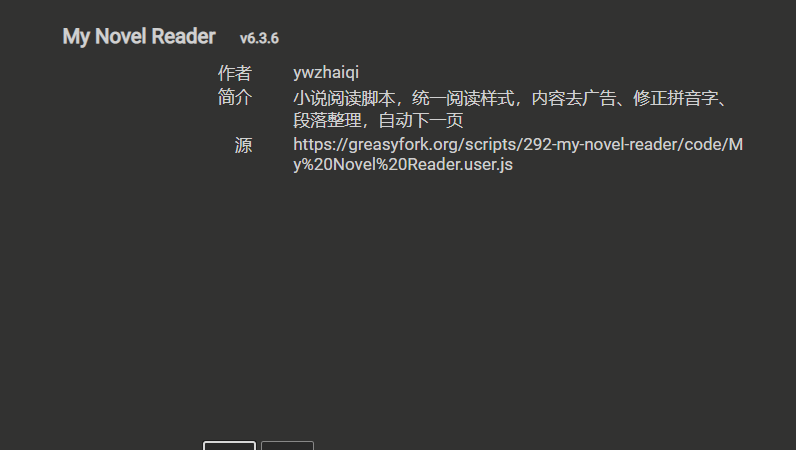 My Novel Reader v6.3.6
作者 ywzhaiqi
简介 小说阅读脚本，统一阅读样式，内容去广告、修正拼音字、
段落整理，自动下一页
源 https://greasyfork.org/scripts/292-my-novel-reader/code/M
y%20Novel%20Reader.user.js